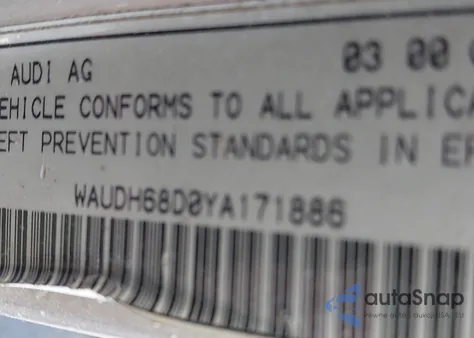 AUDI AG 03 00
EHICLE CONFORMS TO ALL APPLICA
EFT PREVENTION STANDARDS IN EF
WAUDH68D0YA171886
autoSnap